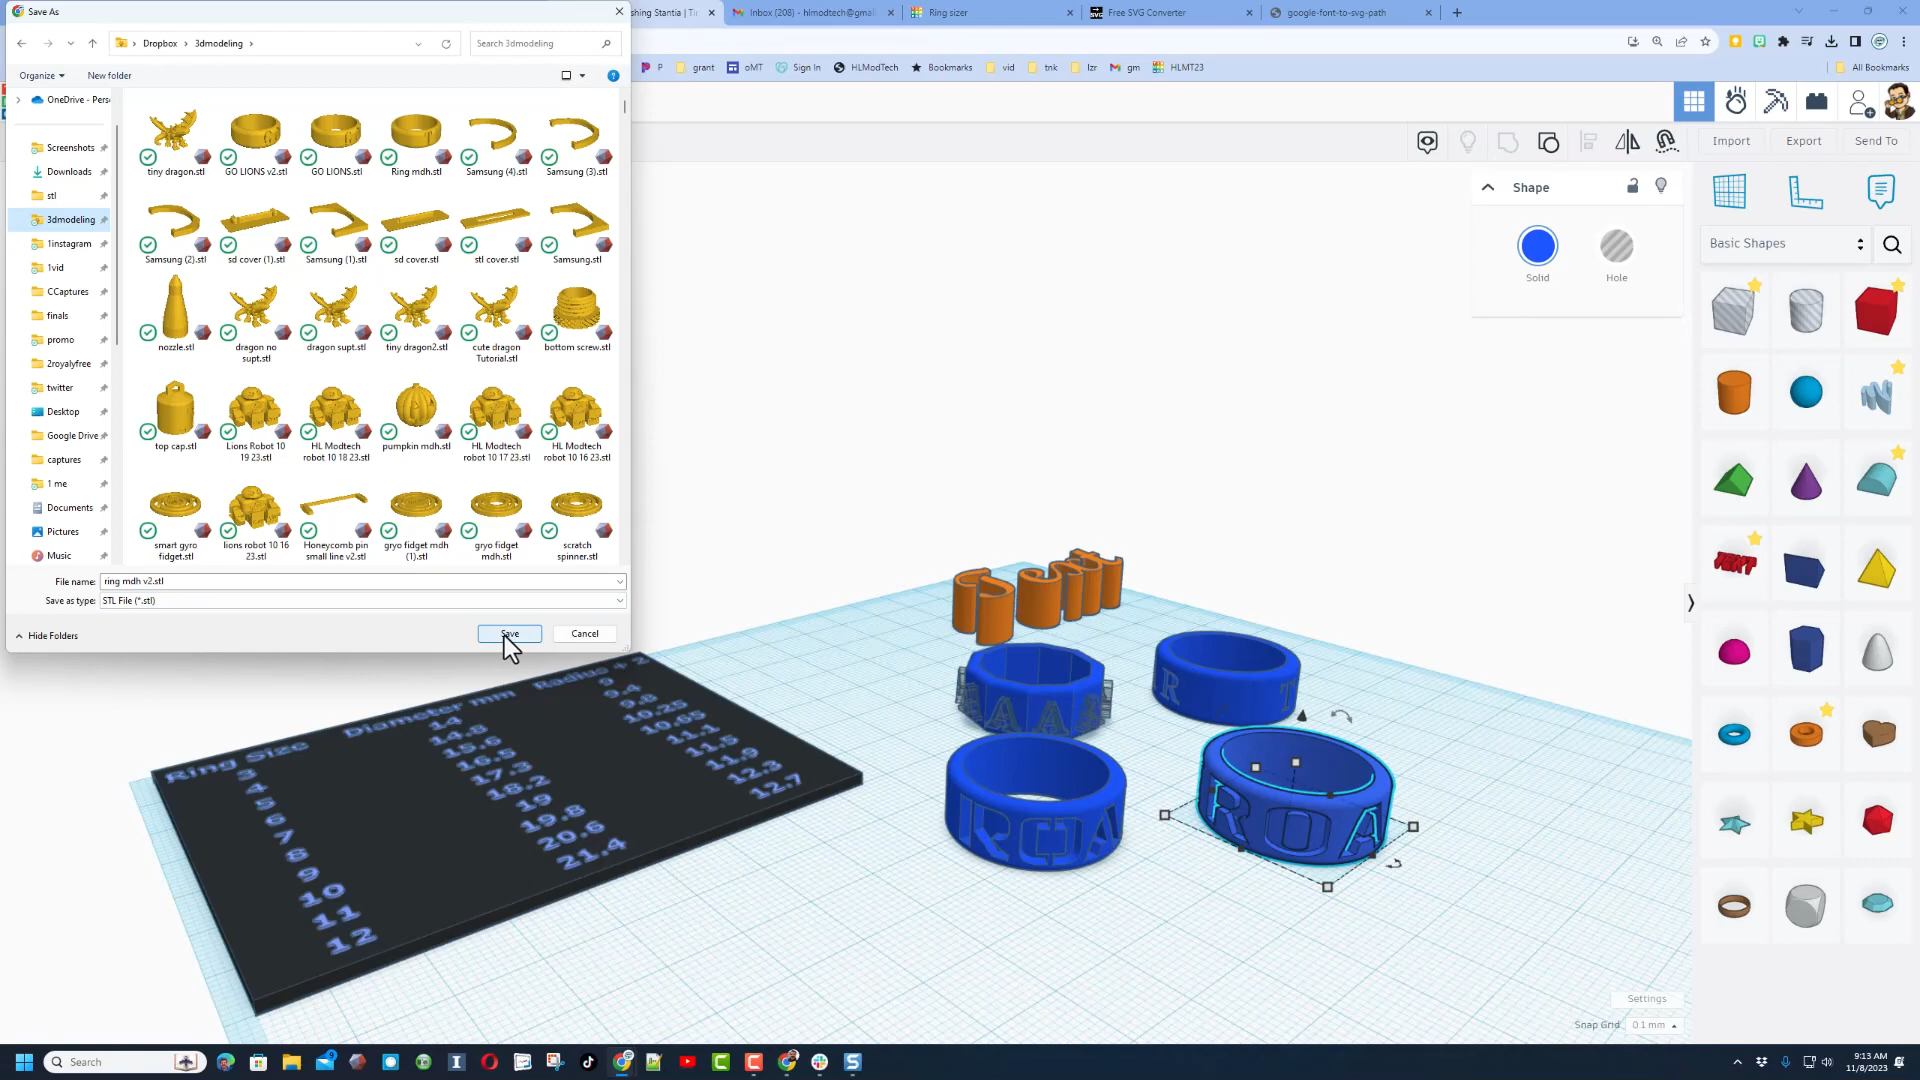 Save As
shing Stantia | Tin
Inbox (208) - hlmodtech@gmail
Ring sizer
Free SVG Converter
google-font-to-svg-path
Dropbox
3dmodeling
Search 3dmodeling
P
grant
oMT
Sign In
HLModTech
Bookmarks
vid
tnk
lzr
gm
HLMT23
All Bookmarks
Organize
New folder
OneDrive - Pers
Screenshots
Downloads
stl
3dmodeling
1instagram
1vid
CCaptures
finals
promo
2royalyfree
twitter
Desktop
Google Drive
captures
1 me
Documents
Pictures
Music
tiny dragon.stl
GO LIONS v2.stl
GO LIONS.stl
Ring mdh.stl
Samsung (4).stl
Samsung (3).stl
Samsung (2).stl
sd cover (1).stl
Samsung (1).stl
sd cover.stl
stl cover.stl
Samsung.stl
nozzle.stl
dragon no supt.stl
dragon supt.stl
tiny dragon2.stl
cute dragon Tutorial.stl
bottom screw.stl
top cap.stl
Lions Robot 10 19 23.stl
HL Modtech robot 10 18 23.stl
pumpkin mdh.stl
HL Modtech robot 10 17 23.stl
HL Modtech robot 10 16 23.stl
smart gyro fidget.stl
lions robot 10 16 23.stl
Honeycomb pin small line v2.stl
gryo fidget mdh (1).stl
gryo fidget mdh.stl
scratch spinner.stl
File name:
ring mdh v2.stl
Save as type:
STL File (*.stl)
Hide Folders
Save
Cancel
Import
Export
Send To
Shape
Solid
Hole
Basic Shapes
Ring Size Diameter mm Radius + 2
3 14 9
4 14.8 9.4
5 15.6 9.8
6 16.5 10.25
7 17.3 10.65
8 18.2 11.1
9 19 11.5
10 19.8 11.9
11 20.6 12.3
12 21.4 12.7
A A A
R T
R O A
R O A
Settings
Snap Grid
0.1 mm
Search
9:13 AM
11/8/2023